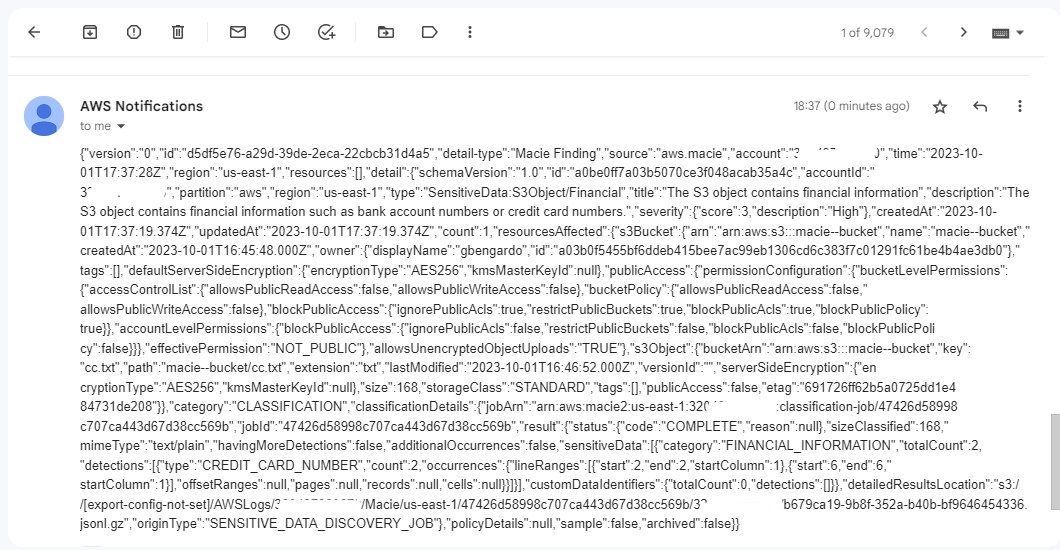 1 of 9,079
AWS Notifications
18:37 (0 minutes ago)
to me
{"version":"0","id":"d5df5e76-a29d-39de-2eca-22cbcb31d4a5","detail-type":"Macie Finding","source":"aws.macie","account":" ","time":"2023-10-
01T17:37:28Z","region":"us-east-1","resources":[],"detail":{"schemaVersion":"1.0","id":"a0be0ff7a03b5070ce3f048acab35a4c","accountId":"
","partition":"aws","region":"us-east-1","type":"SensitiveData:S3Object/Financial","title":"The S3 object contains financial information","description":"The
S3 object contains financial information such as bank account numbers or credit card numbers.","severity":{"score":3,"description":"High"},"createdAt":"2023-10-
01T17:37:19.374Z","updatedAt":"2023-10-01T17:37:19.374Z","count":1,"resourcesAffected":{"s3Bucket":{"arn":"arn:aws:s3:::macie--bucket","name":"macie--bucket","
createdAt":"2023-10-01T16:45:48.000Z","owner":{"displayName":"gbengardo","id":"a03b0f5455bf6ddeb415bee7ac99eb1306cd6c383f7c01291fc61be4b4ae3db0"},"
tags":[],"defaultServerSideEncryption":{"encryptionType":"AES256","kmsMasterKeyId":null},"publicAccess":{"permissionConfiguration":{"bucketLevelPermissions":
{"accessControlList":{"allowsPublicReadAccess":false,"allowsPublicWriteAccess":false},"bucketPolicy":{"allowsPublicReadAccess":false,"
allowsPublicWriteAccess":false},"blockPublicAccess":{"ignorePublicAcls":true,"restrictPublicBuckets":true,"blockPublicAcls":true,"blockPublicPolicy":
true}},"accountLevelPermissions":{"blockPublicAccess":{"ignorePublicAcls":false,"restrictPublicBuckets":false,"blockPublicAcls":false,"blockPublicPoli
cy":false}}},"effectivePermission":"NOT_PUBLIC"},"allowsUnencryptedObjectUploads":"TRUE"},"s3Object":{"bucketArn":"arn:aws:s3:::macie--bucket","key":
"cc.txt","path":"macie--bucket/cc.txt","extension":"txt","lastModified":"2023-10-01T16:46:52.000Z","versionId":"","serverSideEncryption":{"en
cryptionType":"AES256","kmsMasterKeyId":null},"size":168,"storageClass":"STANDARD","tags":[],"publicAccess":false,"etag":"691726ff62b5a0725dd1e4
84731de208"}},"category":"CLASSIFICATION","classificationDetails":{"jobArn":"arn:aws:macie2:us-east-1:320 :classification-job/47426d58998
c707ca443d67d38cc569b","jobId":"47426d58998c707ca443d67d38cc569b","result":{"status":{"code":"COMPLETE","reason":null},"sizeClassified":168,"
mimeType":"text/plain","havingMoreDetections":false,"additionalOccurrences":false,"sensitiveData":[{"category":"FINANCIAL_INFORMATION","totalCount":2,
"detections":[{"type":"CREDIT_CARD_NUMBER","count":2,"occurrences":{"lineRanges":[{"start":2,"end":2,"startColumn":1},{"start":6,"end":6,"
startColumn":1}],"offsetRanges":null,"pages":null,"records":null,"cells":null}}]}],"customDataIdentifiers":{"totalCount":0,"detections":[]}},"detailedResultsLocation":"s3:/
/[export-config-not-set]/AWSLogs/ /Macie/us-east-1/47426d58998c707ca443d67d38cc569b/ /b679ca19-9b8f-352a-b40b-bf9646454336.
jsonl.gz","originType":"SENSITIVE_DATA_DISCOVERY_JOB"},"policyDetails":null,"sample":false,"archived":false}}